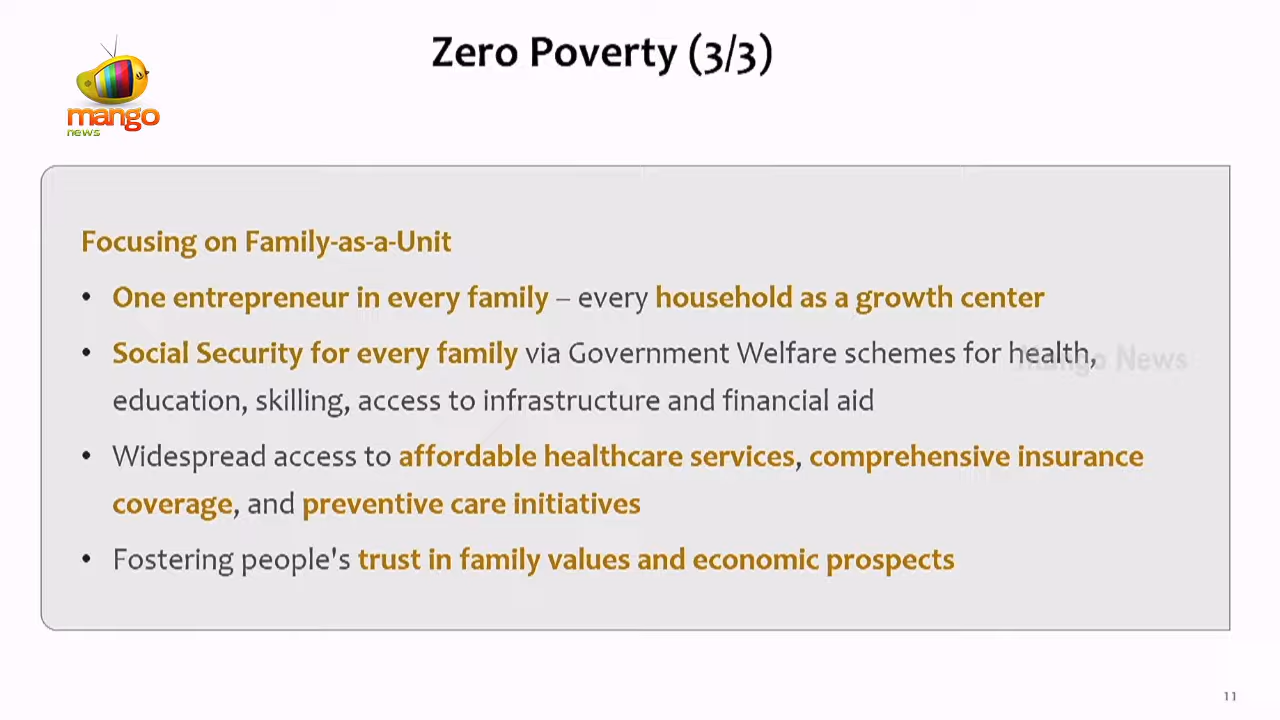 Zero Poverty (3/3)
mango
news
Focusing on Family-as-a-Unit
• One entrepreneur in every family – every household as a growth center
• Social Security for every family via Government Welfare schemes for health,
Mango News
education, skilling, access to infrastructure and financial aid
• Widespread access to affordable healthcare services, comprehensive insurance
coverage, and preventive care initiatives
• Fostering people's trust in family values and economic prospects
11